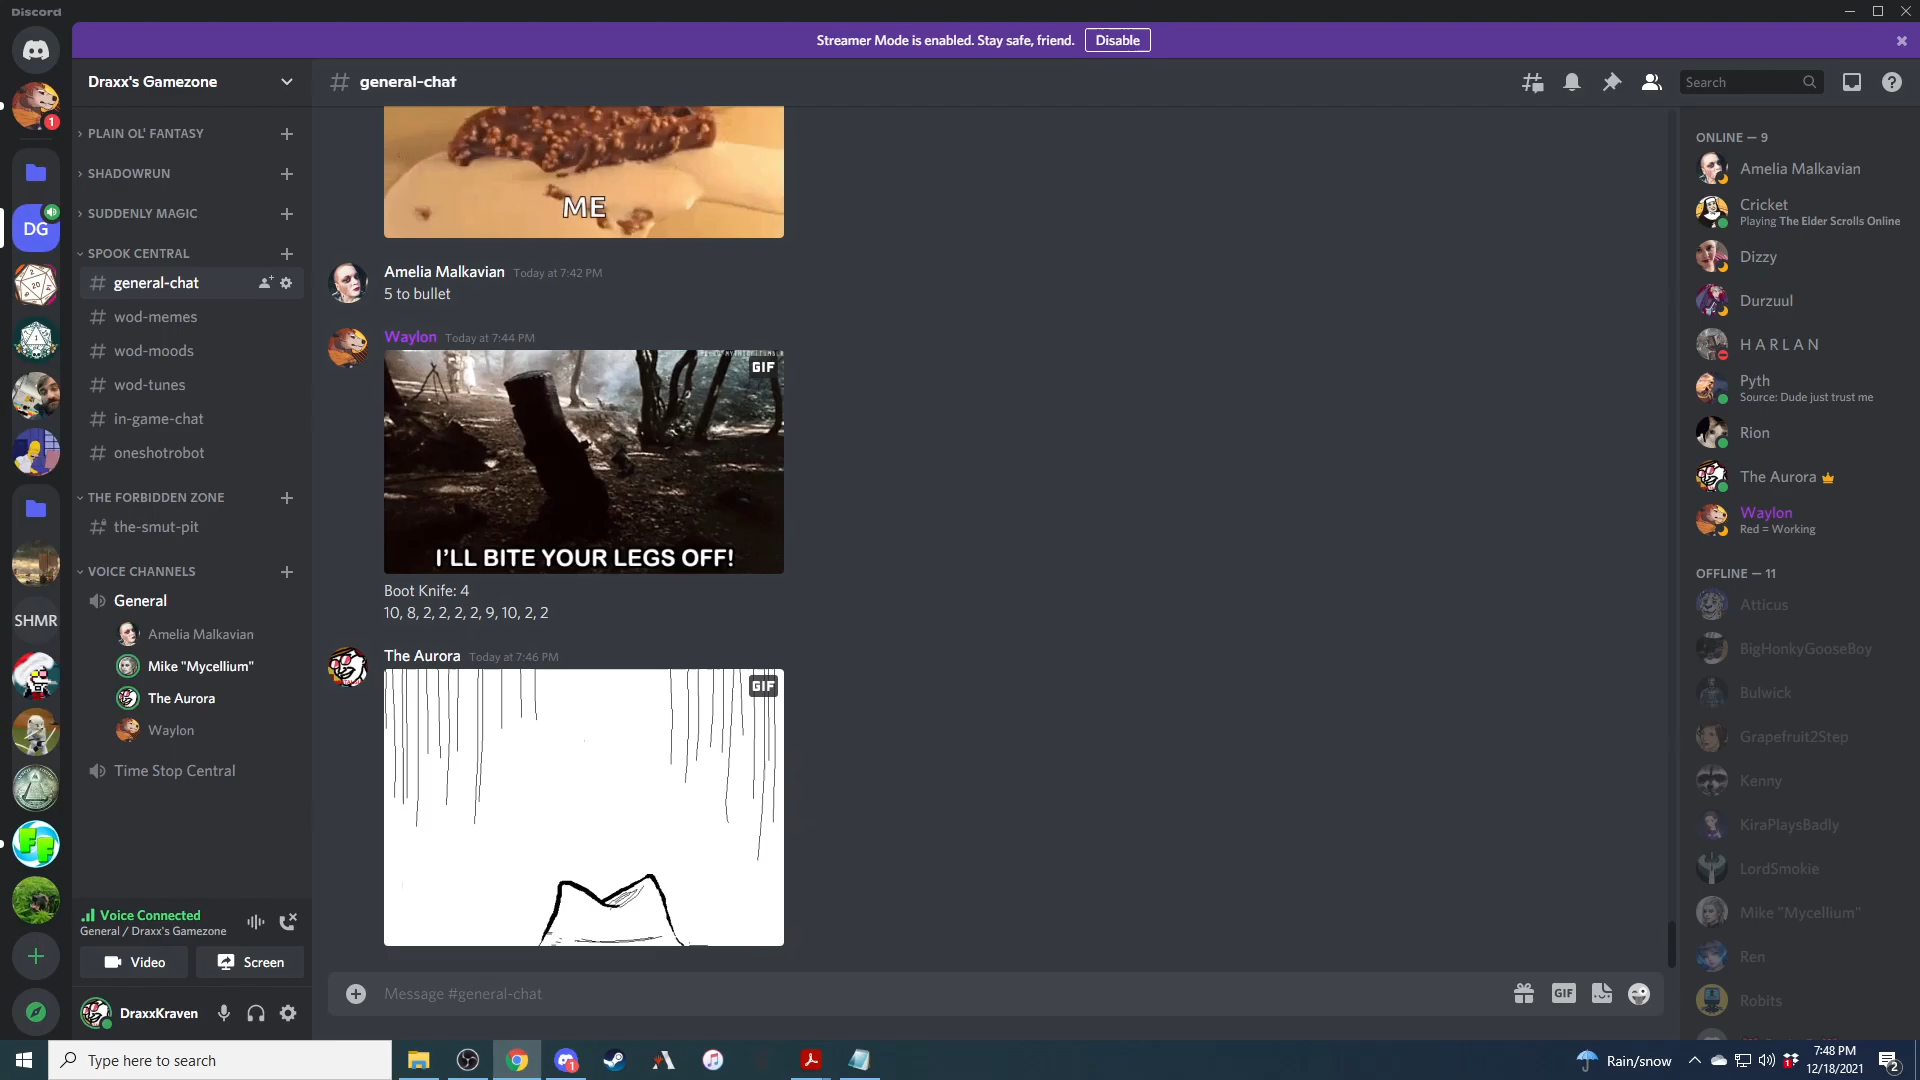 Discord
Streamer Mode is enabled. Stay safe, friend. Disable
Draxx's Gamezone
general-chat
Search
PLAIN OL' FANTASY
SHADOWRUN
SUDDENLY MAGIC
SPOOK CENTRAL
general-chat
wod-memes
wod-moods
wod-tunes
in-game-chat
oneshotrobot
THE FORBIDDEN ZONE
the-smut-pit
VOICE CHANNELS
General
Amelia Malkavian
Mike "Mycellium"
The Aurora
Waylon
Time Stop Central
1
DG
20
SHMR
FF
Voice Connected
General / Draxx's Gamezone
Video
Screen
DraxxKraven
ME
Amelia Malkavian Today at 7:42 PM
5 to bullet
Waylon Today at 7:44 PM
GIF
I'LL BITE YOUR LEGS OFF!
Boot Knife: 4
10, 8, 2, 2, 2, 2, 9, 10, 2, 2
The Aurora Today at 7:46 PM
GIF
Message #general-chat
GIF
ONLINE — 9
Amelia Malkavian
Cricket
Playing The Elder Scrolls Online
Dizzy
Durzuul
H A R L A N
Pyth
Source: Dude just trust me
Rion
The Aurora
Waylon
Red = Working
OFFLINE — 11
Atticus
BigHonkyGooseBoy
Bulwick
Grapefruit2Step
Kenny
KiraPlaysBadly
LordSmokie
Mike "Mycellium"
Ren
Robits
Type here to search
1
Rain/snow
1
7:48 PM
12/18/2021
2